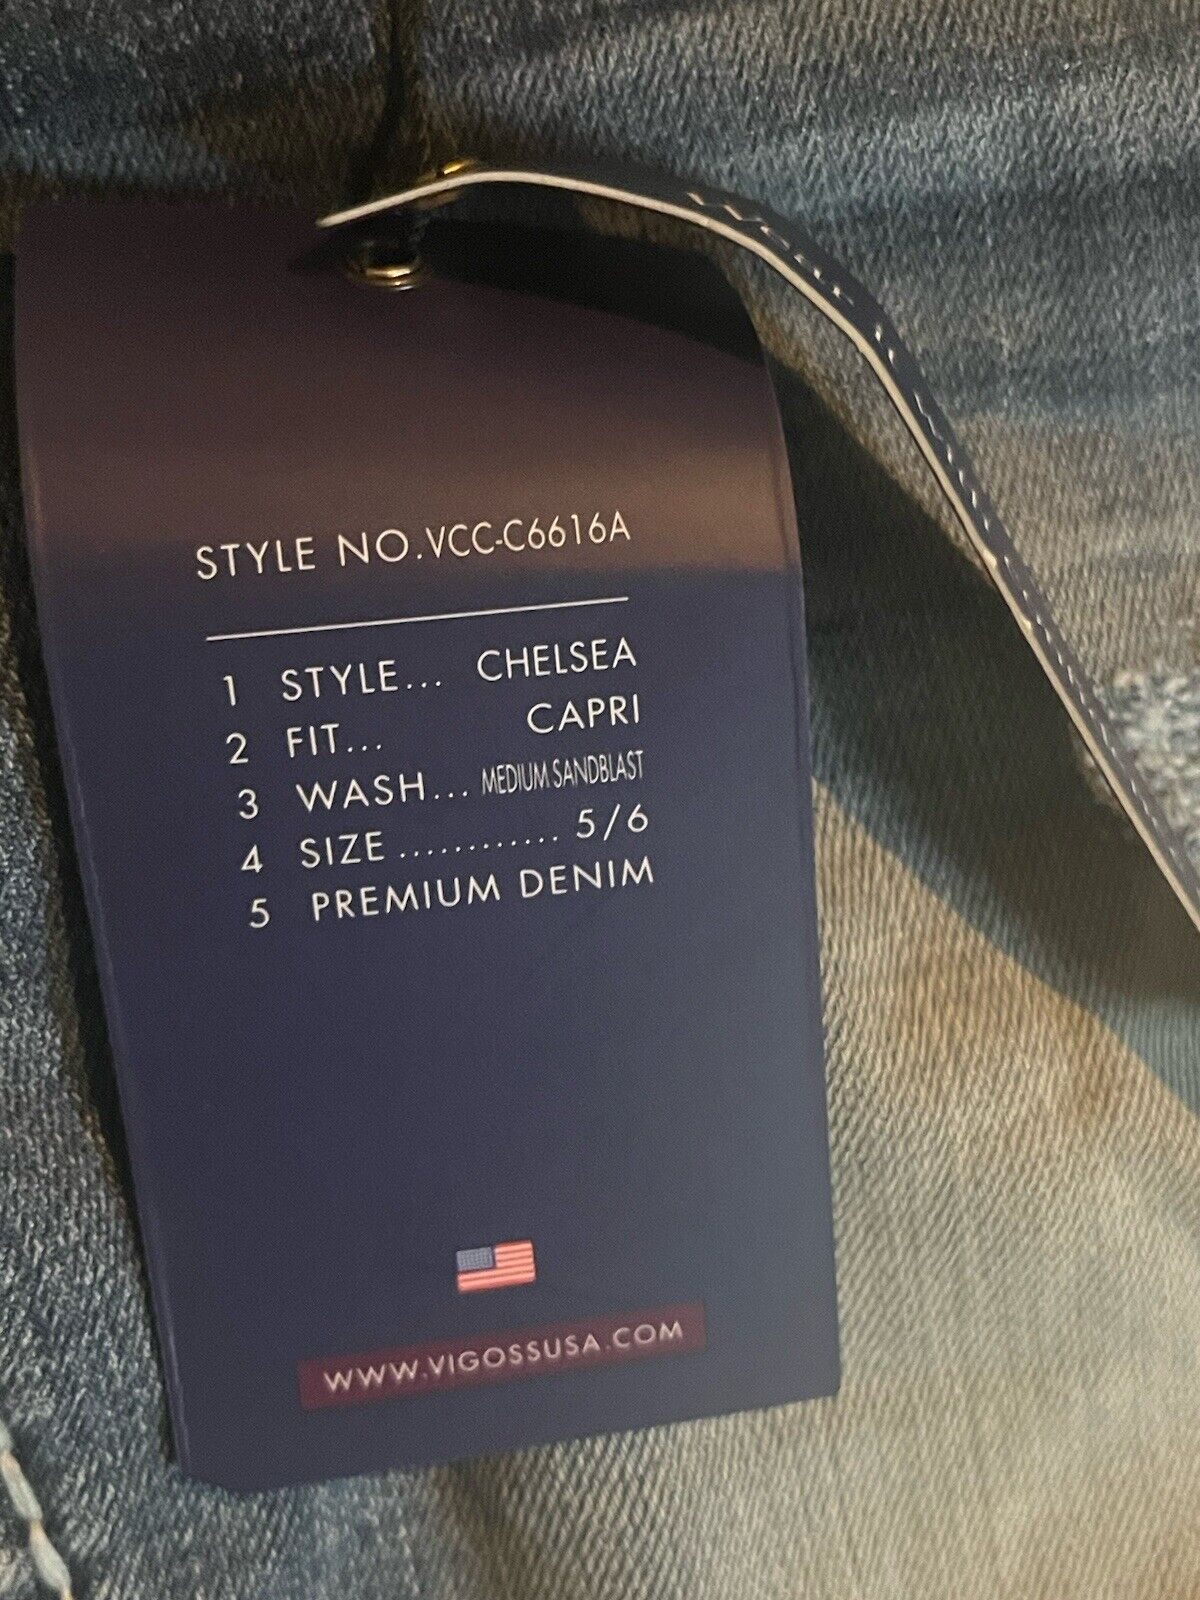 STYLE NO.VCC-C6616A
1 STYLE... CHELSEA
2 FIT... CAPRI
3 WASH... MEDIUM SANDBLAST
4 SIZE ............ 5/6
5 PREMIUM DENIM
WWW.VIGOSSUSA.COM